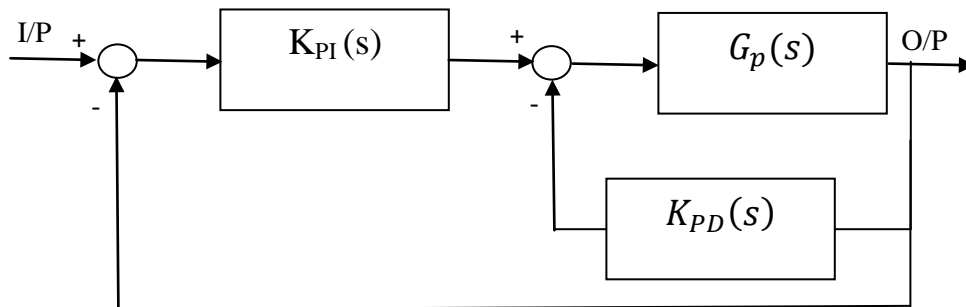 I/P
+
K_PI(s)
+
G_p(s)
O/P
-
-
K_PD(s)